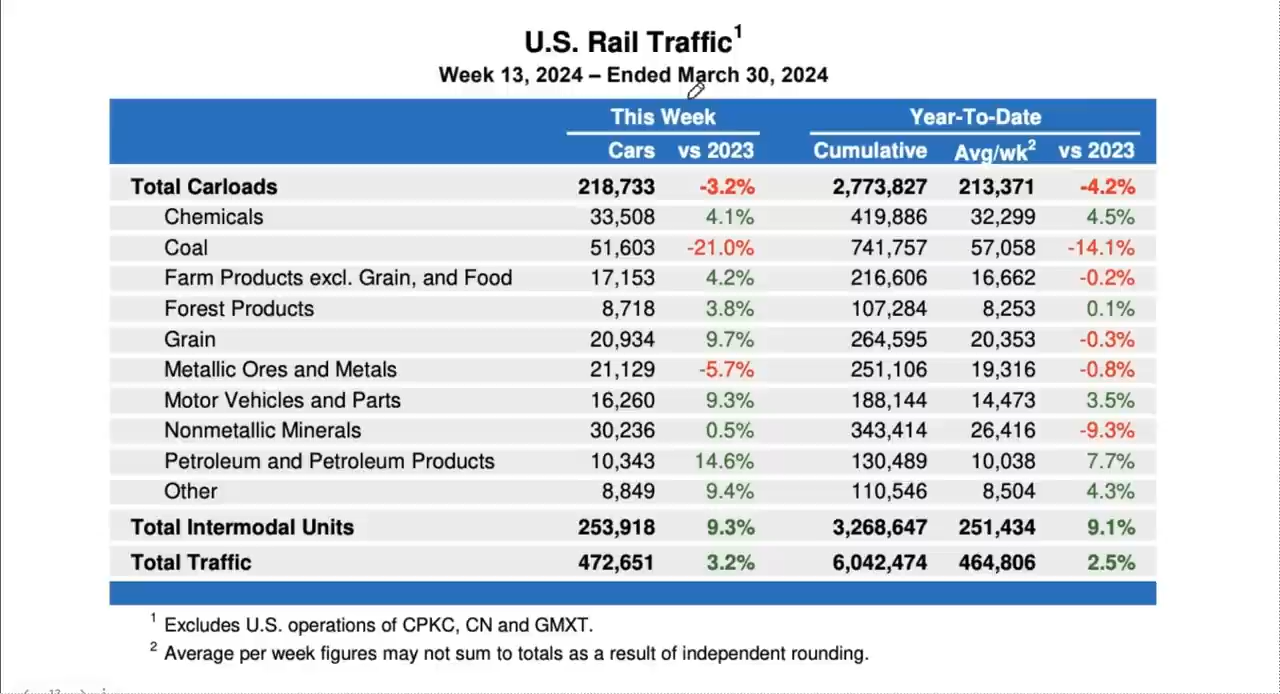 U.S. Rail Traffic1
Week 13, 2024 – Ended March 30, 2024
This Week Year-To-Date
Cars vs 2023 Cumulative Avg/wk2 vs 2023
Total Carloads 218,733 -3.2% 2,773,827 213,371 -4.2%
Chemicals 33,508 4.1% 419,886 32,299 4.5%
Coal 51,603 -21.0% 741,757 57,058 -14.1%
Farm Products excl. Grain, and Food 17,153 4.2% 216,606 16,662 -0.2%
Forest Products 8,718 3.8% 107,284 8,253 0.1%
Grain 20,934 9.7% 264,595 20,353 -0.3%
Metallic Ores and Metals 21,129 -5.7% 251,106 19,316 -0.8%
Motor Vehicles and Parts 16,260 9.3% 188,144 14,473 3.5%
Nonmetallic Minerals 30,236 0.5% 343,414 26,416 -9.3%
Petroleum and Petroleum Products 10,343 14.6% 130,489 10,038 7.7%
Other 8,849 9.4% 110,546 8,504 4.3%
Total Intermodal Units 253,918 9.3% 3,268,647 251,434 9.1%
Total Traffic 472,651 3.2% 6,042,474 464,806 2.5%
1 Excludes U.S. operations of CPKC, CN and GMXT.
2 Average per week figures may not sum to totals as a result of independent rounding.